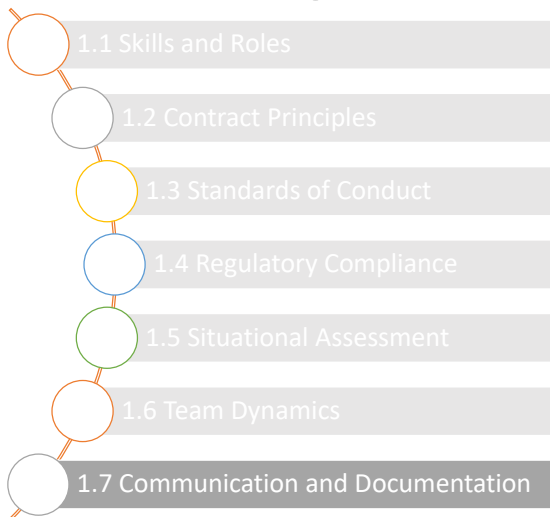 1.1 Skills and Roles
1.2 Contract Principles
1.3 Standards of Conduct
1.4 Regulatory Compliance
1.5 Situational Assessment
1.6 Team Dynamics
1.7 Communication and Documentation